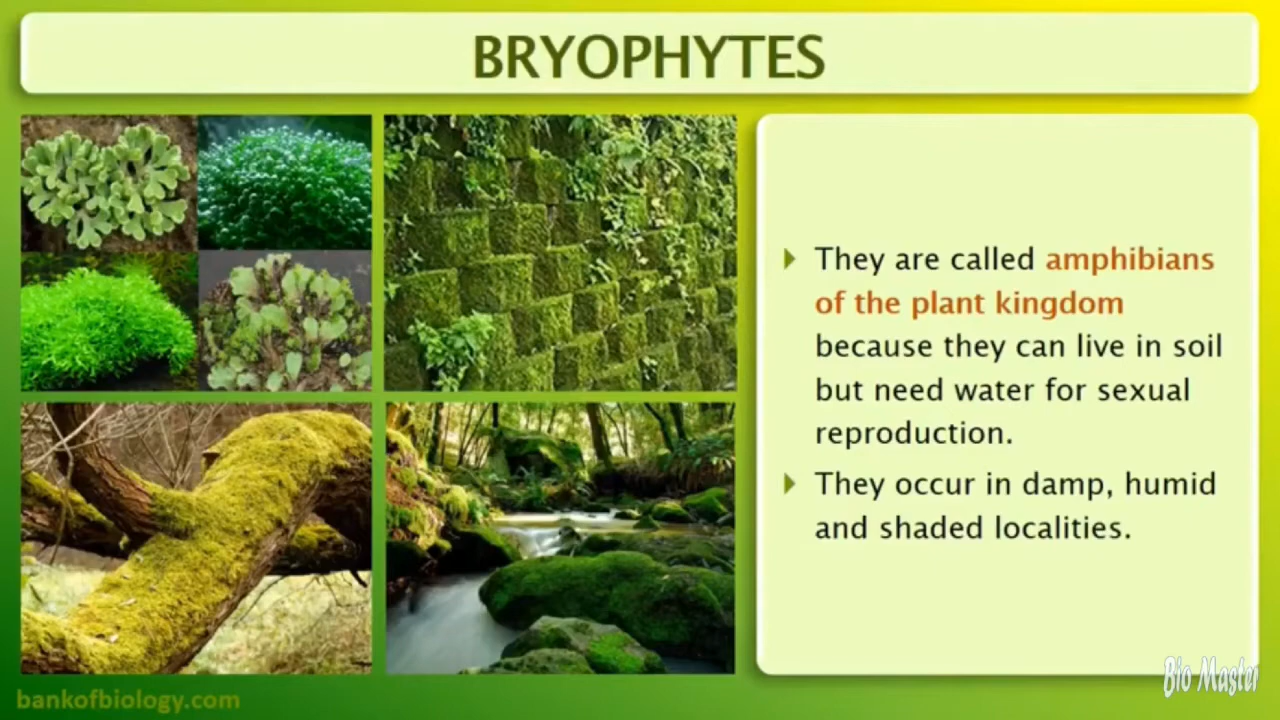 BRYOPHYTES
They are called amphibians
of the plant kingdom
because they can live in soil
but need water for sexual
reproduction.
They occur in damp, humid
and shaded localities.
Bio Master
bankofbiology.com